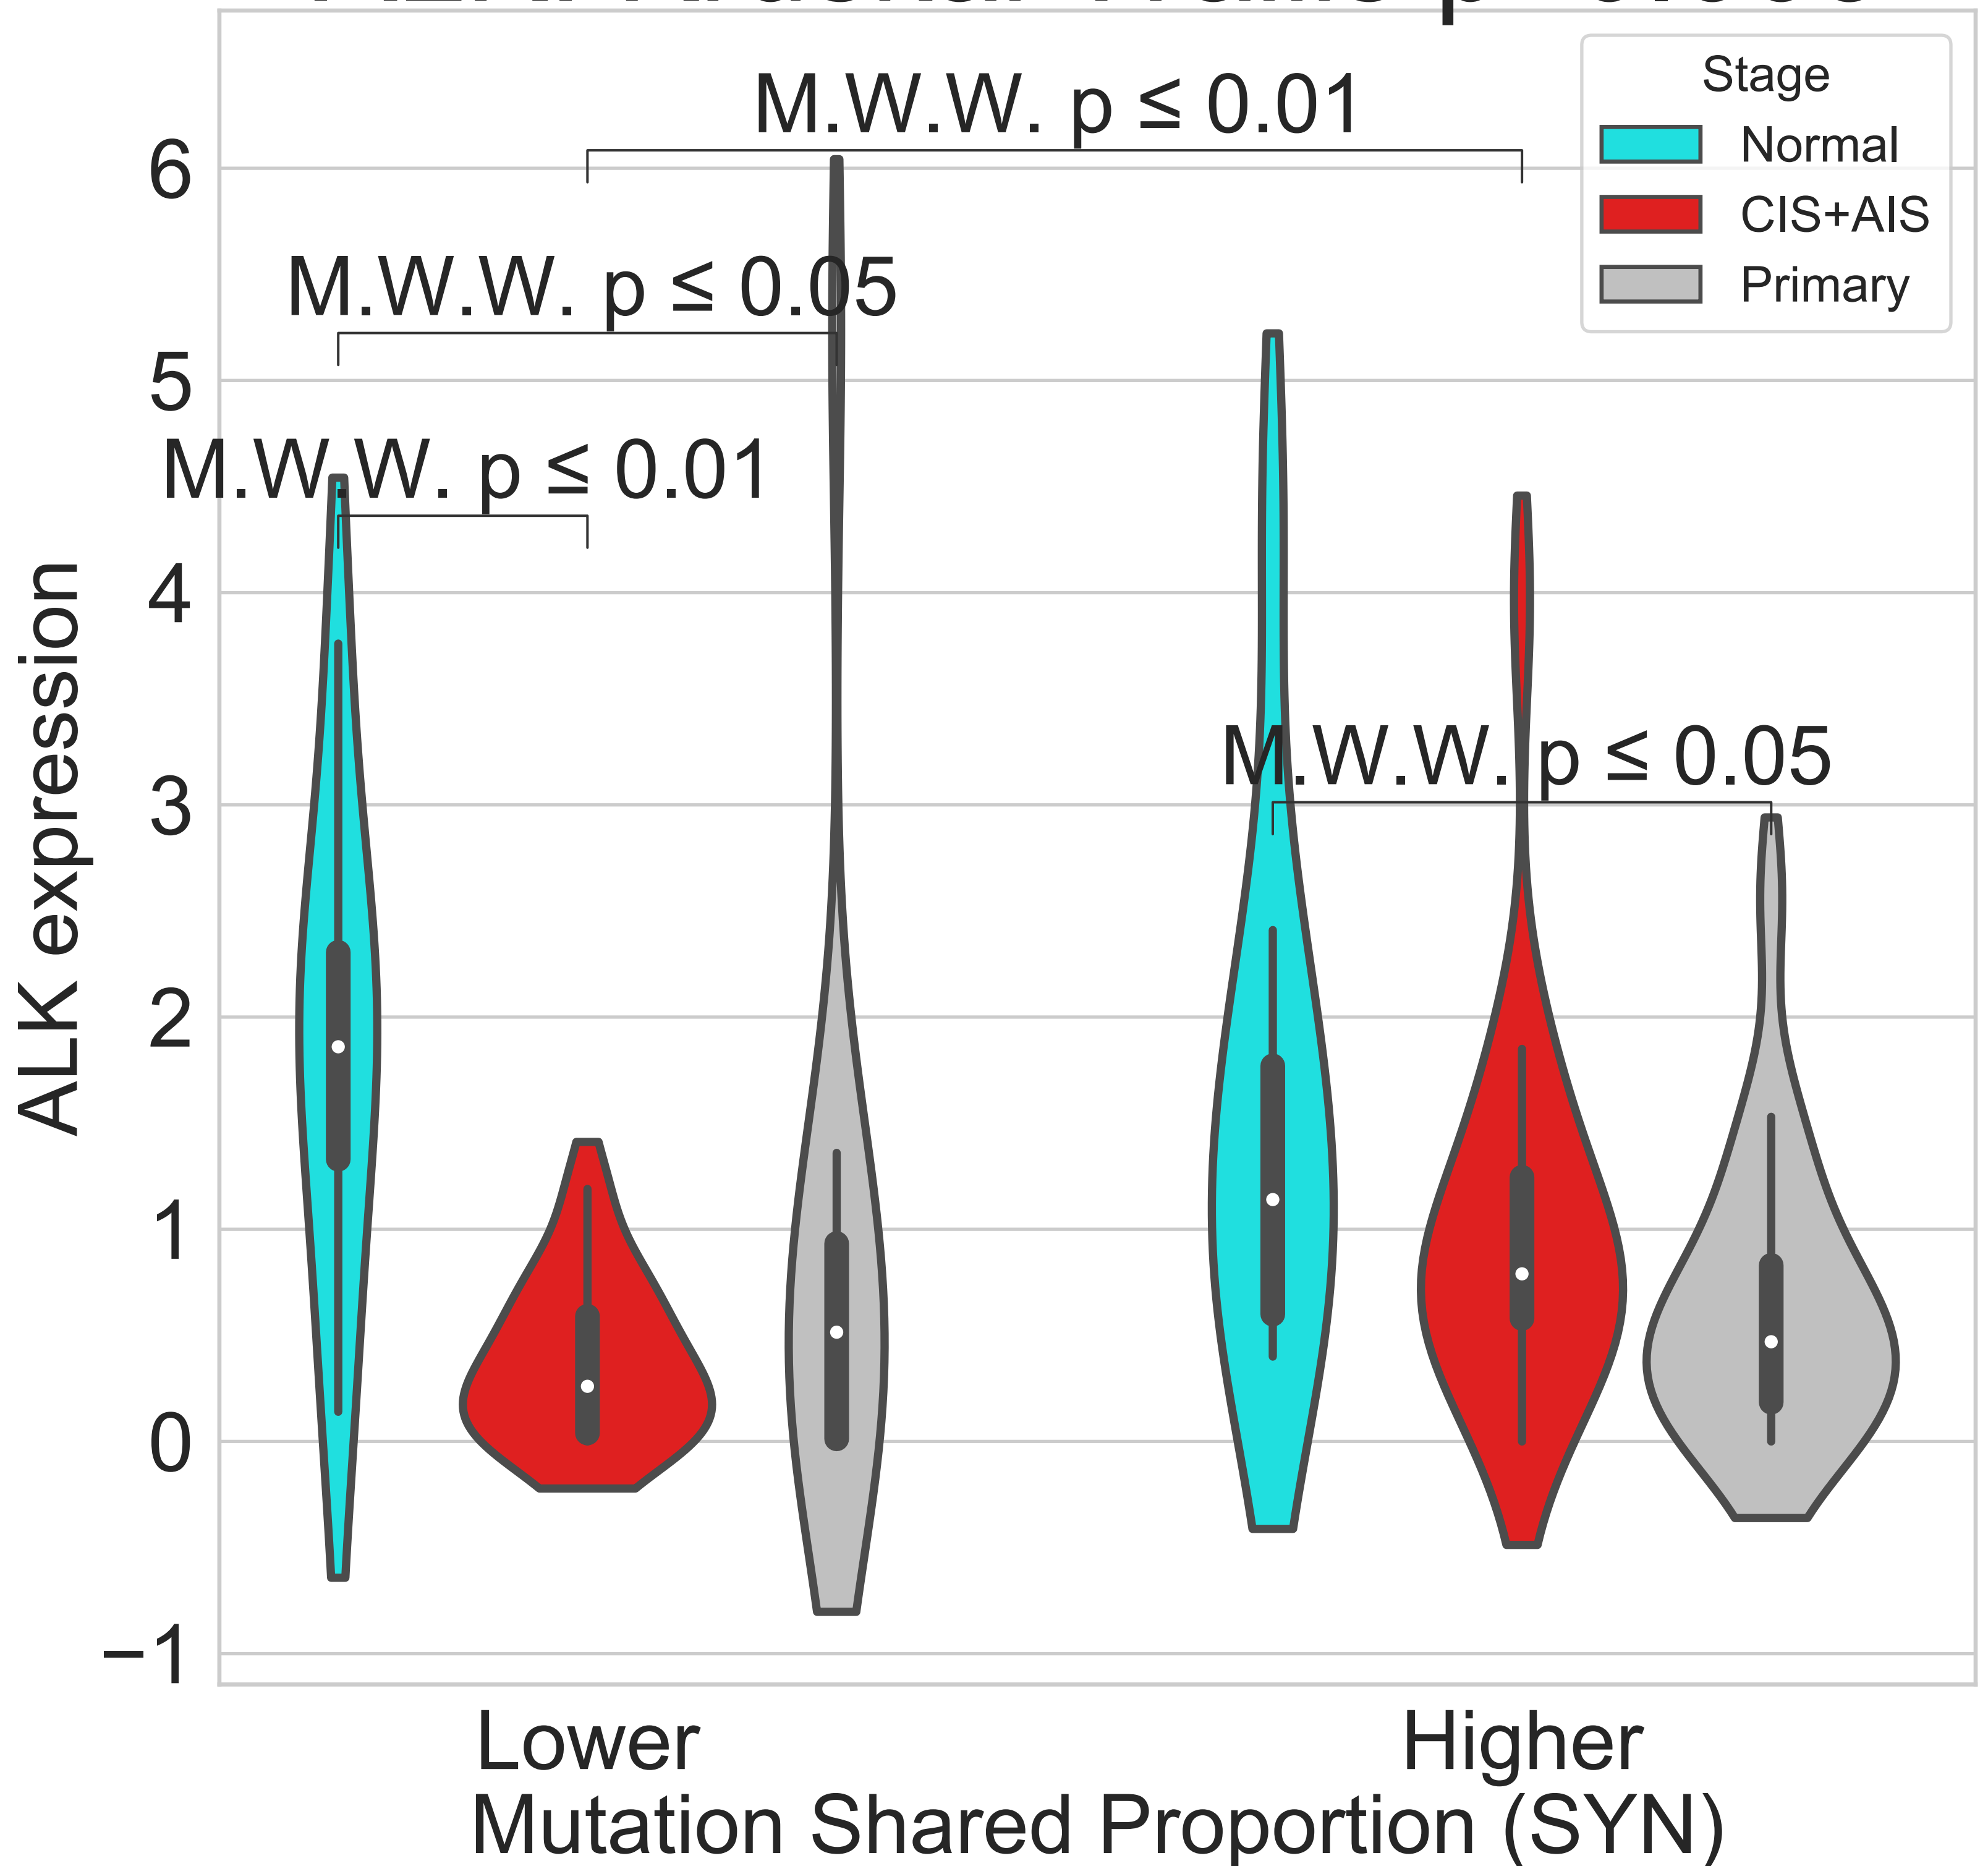 M.W.W. p ≤ 0.01
Stage
Normal
CIS+AIS
Primary
M.W.W. p ≤ 0.05
M.W.W. p ≤ 0.01
M.W.W. p ≤ 0.05
6
5
4
3
2
1
0
−1
ALK expression
Lower
Higher
Mutation Shared Proportion (SYN)